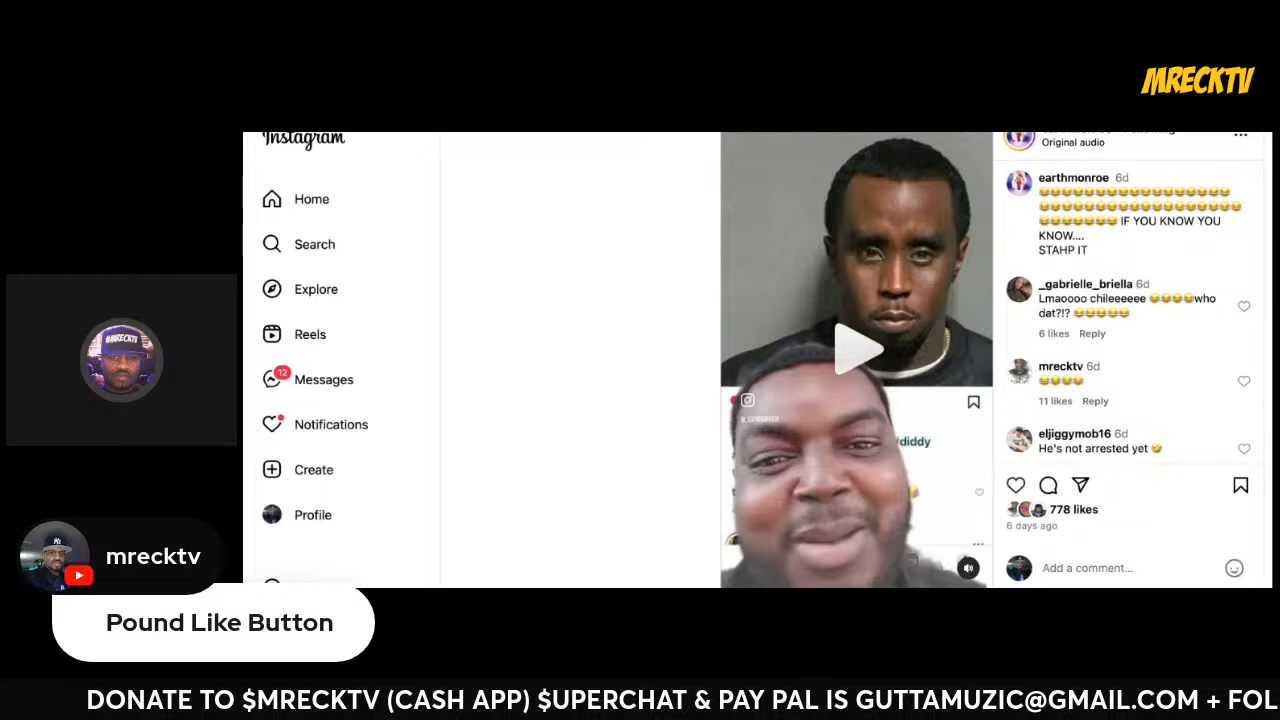 MRECKTV
Instagram
Home
Search
Explore
Reels
12
Messages
Notifications
Create
Profile
#MRECKTV
Original audio
earthmonroe 6d
😂😂😂😂😂😂😂😂😂😂😂😂😂😂😂😂😂
😂😂😂😂😂😂😂😂😂😂😂😂😂😂😂😂😂😂
😂😂😂😂😂😂😂 IF YOU KNOW YOU
KNOW....
STAHP IT
_gabrielle_briella 6d
Lmaoooo chileeeeee 😂😂😂😂who
dat?!? 😂😂😂😂😂
6 likes Reply
mrecktv 6d
😂😂😂😂
11 likes Reply
eljiggymob16 6d
He's not arrested yet 🤣
778 likes
6 days ago
Add a comment...
diddy
mrecktv
Pound Like Button
DONATE TO $MRECKTV (CASH APP) $UPERCHAT & PAY PAL IS GUTTAMUZIC@GMAIL.COM + FOL